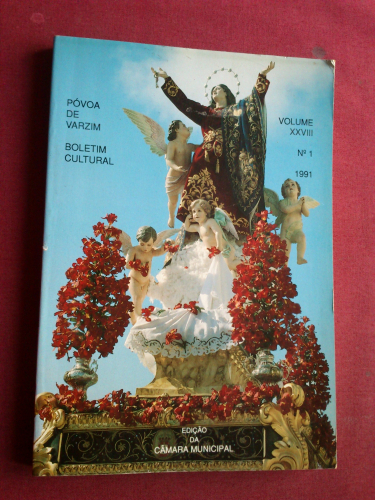 PÓVOA
DE
VARZIM
BOLETIM
CULTURAL
VOLUME
XXVIII
Nº 1
1991
EDIÇÃO
DA
CÂMARA MUNICIPAL